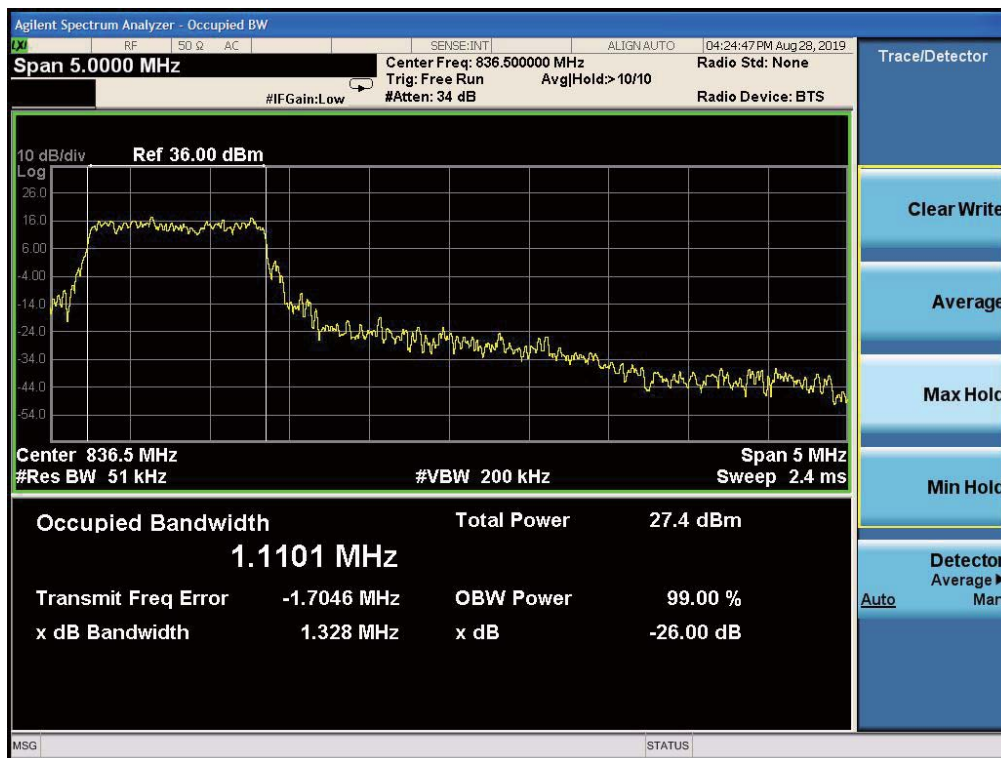 Agilent Spectrum Analyzer - Occupied BW
LXI RF 50 Ω AC SENSE:INT ALIGN AUTO 04:24:47 PM Aug 28, 2019
Span 5.0000 MHz
Center Freq: 836.500000 MHz
Radio Std: None
Trig: Free Run Avg|Hold:> 10/10
#IFGain:Low
#Atten: 34 dB
Radio Device: BTS
10 dB/div Ref 36.00 dBm
Log
26.0
16.0
6.00
-4.00
-14.0
-24.0
-34.0
-44.0
-54.0
Center 836.5 MHz Span 5 MHz
#Res BW 51 kHz #VBW 200 kHz Sweep 2.4 ms
Occupied Bandwidth Total Power 27.4 dBm
1.1101 MHz
Transmit Freq Error -1.7046 MHz OBW Power 99.00 %
x dB Bandwidth 1.328 MHz x dB -26.00 dB
MSG STATUS
Trace/Detector
Clear Write
Average
Max Hold
Min Hold
Detector
Average
Auto Man